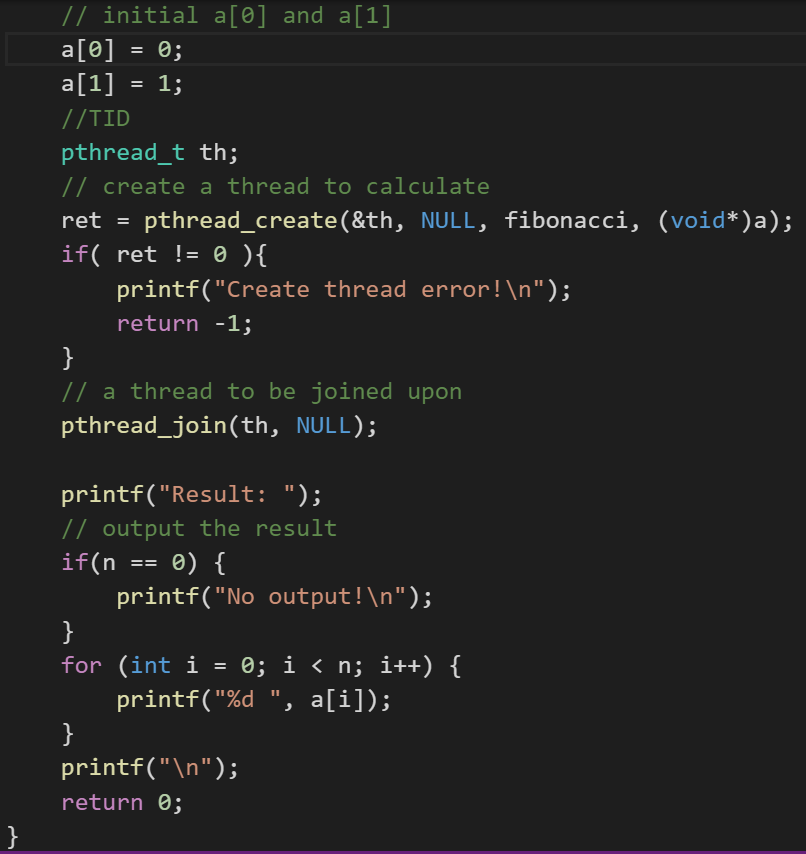 // initial a[0] and a[1]
a[0] = 0;
a[1] = 1;
//TID
pthread_t th;
// create a thread to calculate
ret = pthread_create(&th, NULL, fibonacci, (void*)a);
if( ret != 0 ){
printf("Create thread error!\n");
return -1;
}
// a thread to be joined upon
pthread_join(th, NULL);
printf("Result: ");
// output the result
if(n == 0) {
printf("No output!\n");
}
for (int i = 0; i < n; i++) {
printf("%d ", a[i]);
}
printf("\n");
return 0;
}